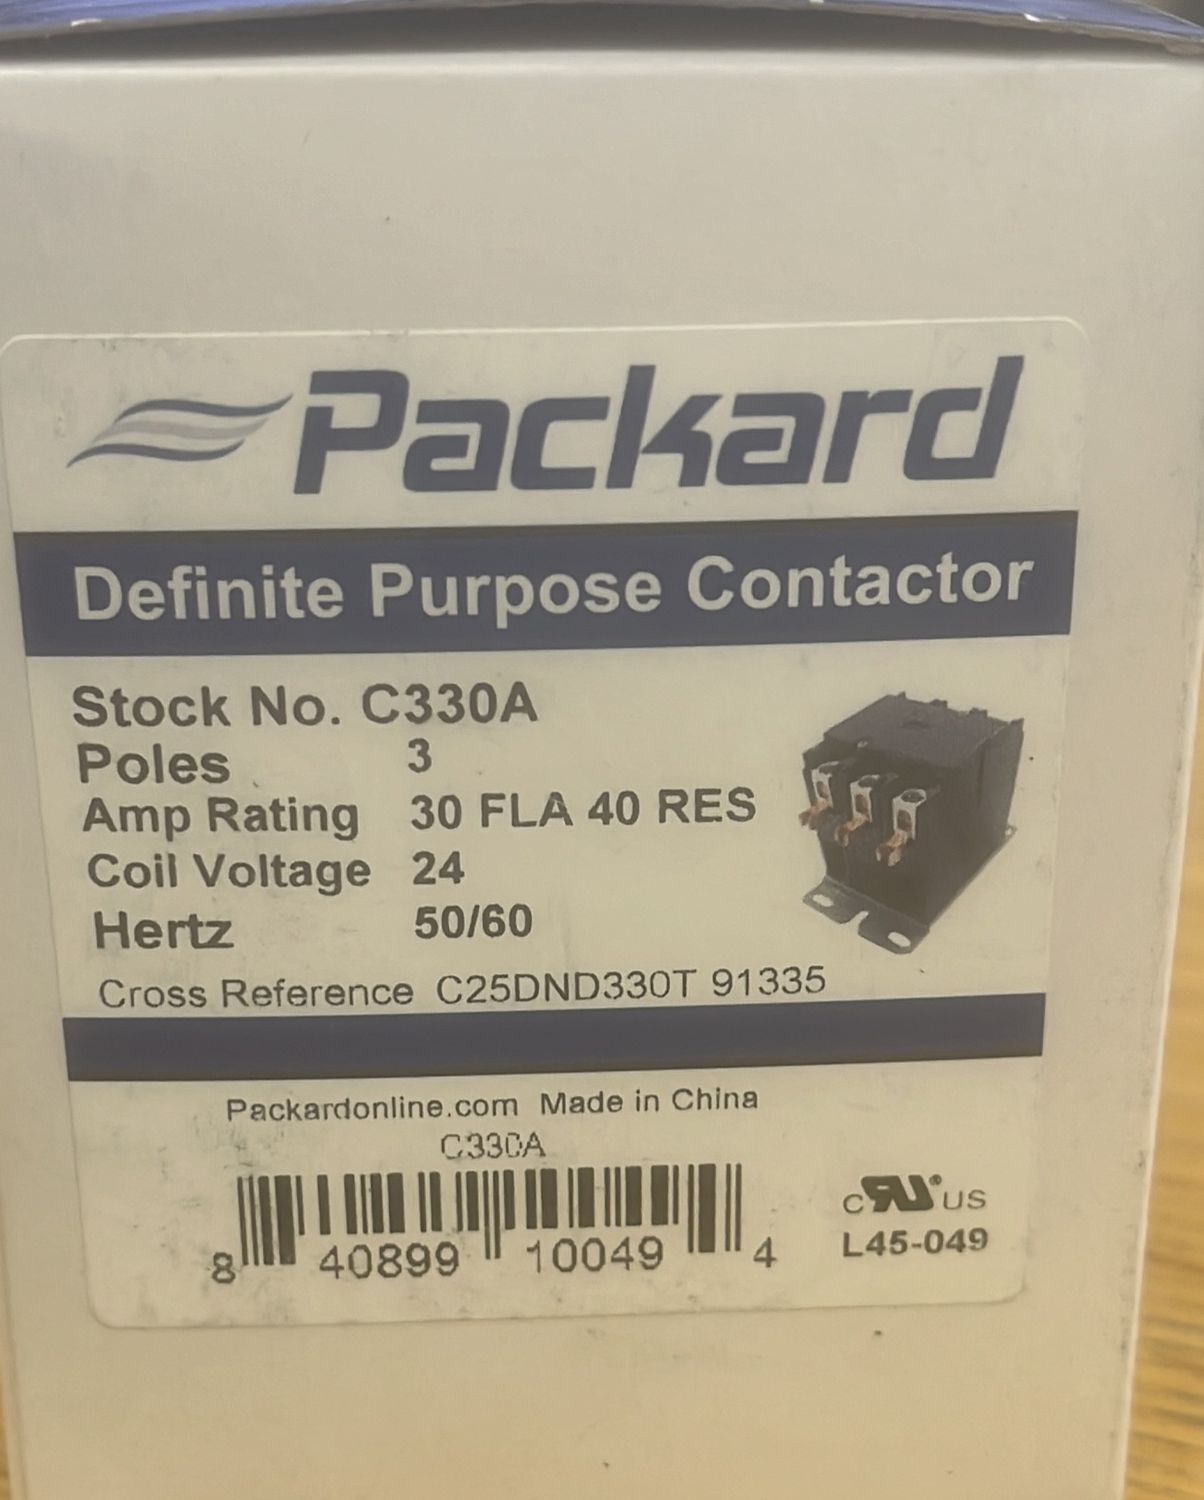 Packard
Definite Purpose Contactor
Stock No. C330A
Poles 3
Amp Rating 30 FLA 40 RES
Coil Voltage 24
Hertz 50/60
Cross Reference C25DND330T 91335
Packardonline.com Made in China
C330A
8 40899 10049 4
c RU® US
L45-049